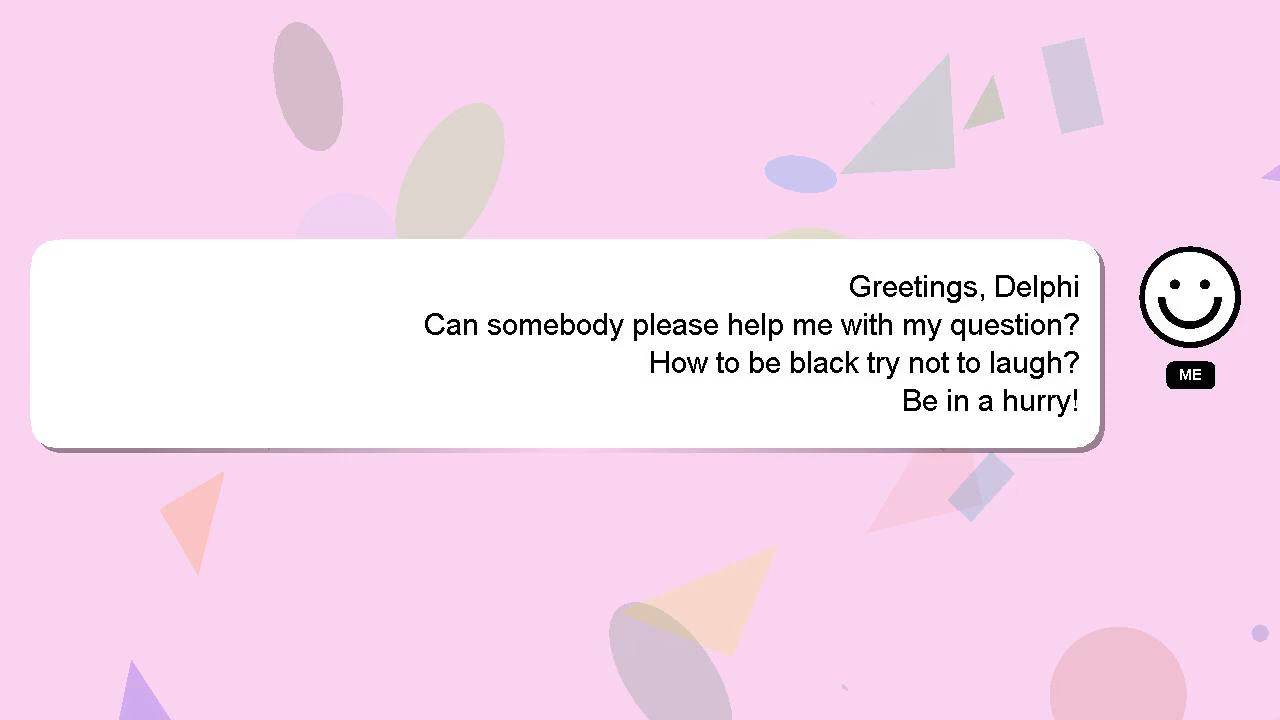 Greetings, Delphi
Can somebody please help me with my question?
How to be black try not to laugh?
Be in a hurry!
ME